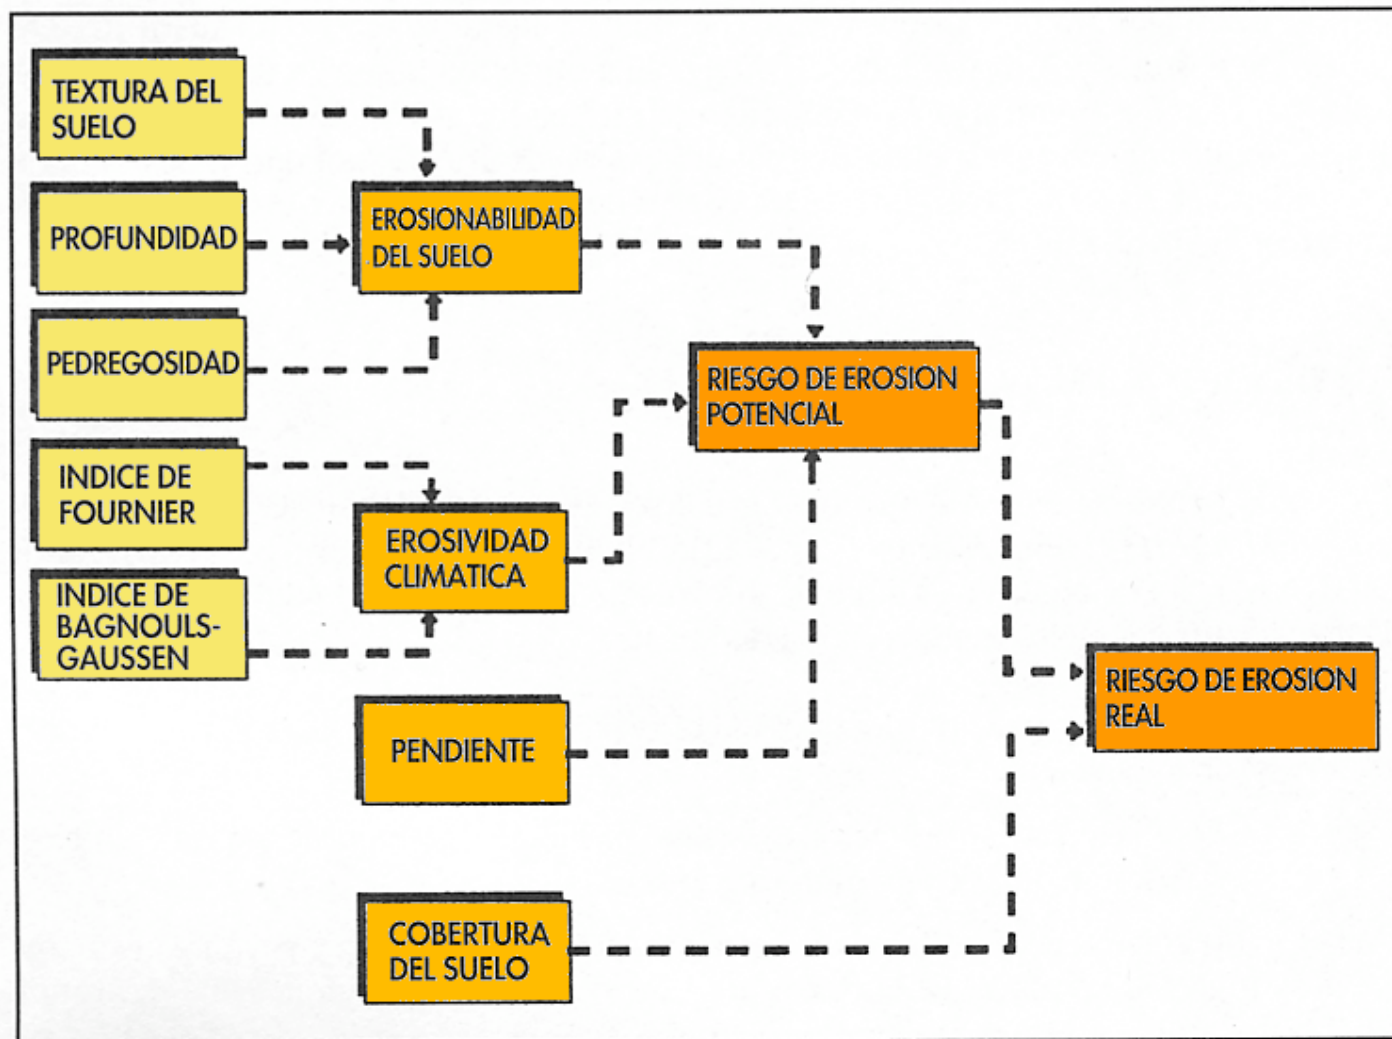 TEXTURA DEL
SUELO
PROFUNDIDAD
PEDREGOSIDAD
INDICE DE
FOURNIER
INDICE DE
BAGNOULS-
GAUSSEN
EROSIONABILIDAD
DEL SUELO
EROSIVIDAD
CLIMATICA
PENDIENTE
COBERTURA
DEL SUELO
RIESGO DE EROSION
POTENCIAL
RIESGO DE EROSION
REAL